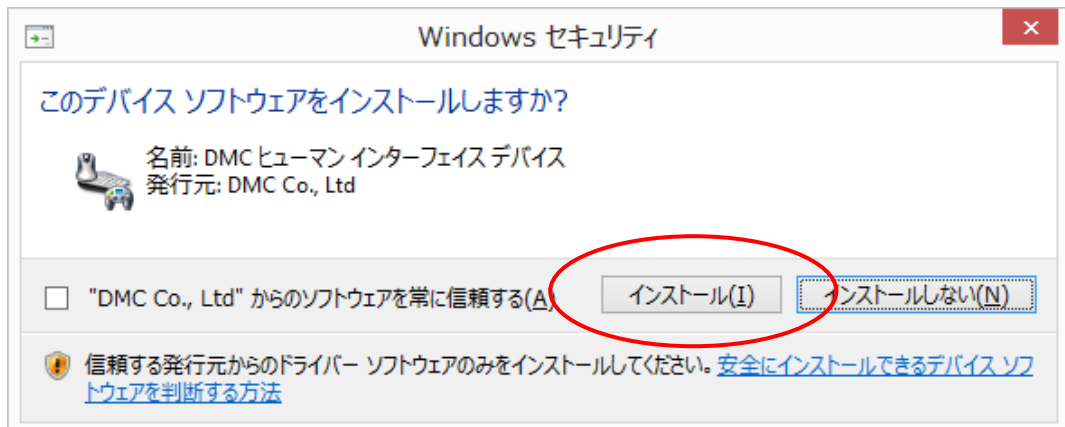 Windows セキュリティ
このデバイス ソフトウェアをインストールしますか?
名前: DMC ヒューマン インターフェイス デバイス
発行元: DMC Co., Ltd
"DMC Co., Ltd" からのソフトウェアを常に信頼する(A)
インストール(I)
インストールしない(N)
信頼する発行元からのドライバー ソフトウェアのみをインストールしてください。安全にインストールできるデバイス ソフ
トウェアを判断する方法